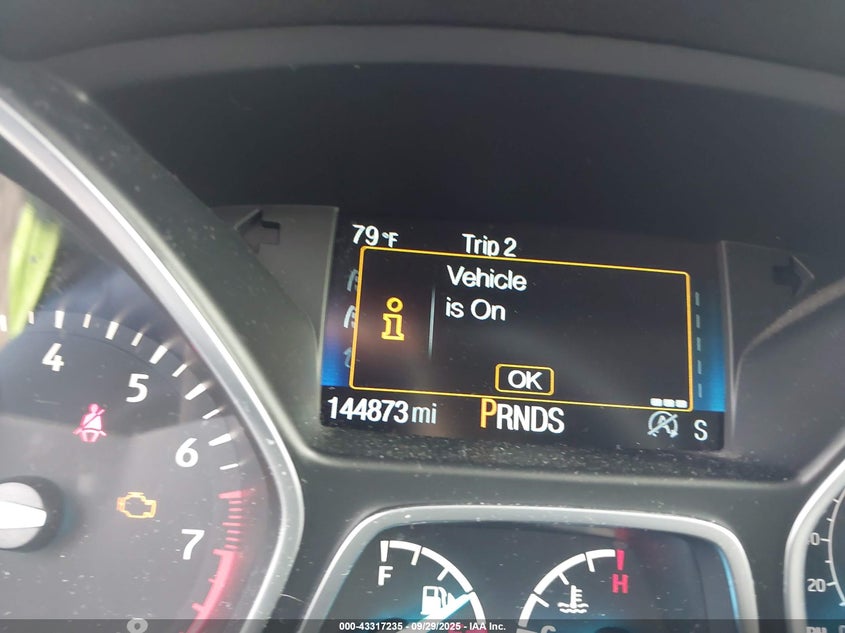 79°F Trip 2
Vehicle
is On
i
OK
144873 mi PRNDS S
4
5
6
7
F H
20
000-43317235 - 09/29/2025 - IAA Inc.